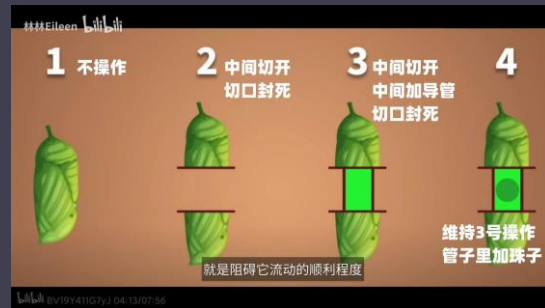 林林Eileen bilibili
1 不操作
2 中间切开
切口封死
3 中间切开
中间加导管
切口封死
4
维持3号操作
管子里加珠子
就是阻碍它流动的顺利程度
bilibili BV19Y411G7yJ 04:13/07:56